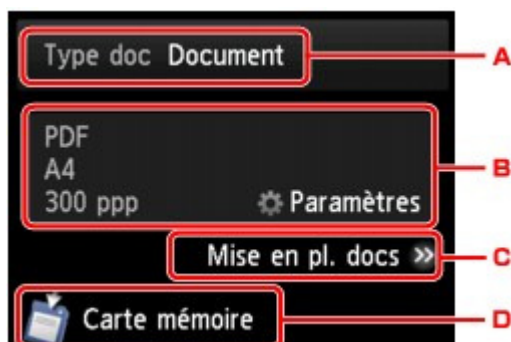 Type doc Document
A
PDF
A4
300 ppp
Paramètres
B
Mise en pl. docs »
C
Carte mémoire
D